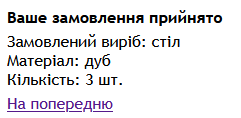 Ваше замовлення прийнято
Замовлений виріб: стіл
Матеріал: дуб
Кількість: 3 шт.
На попередню